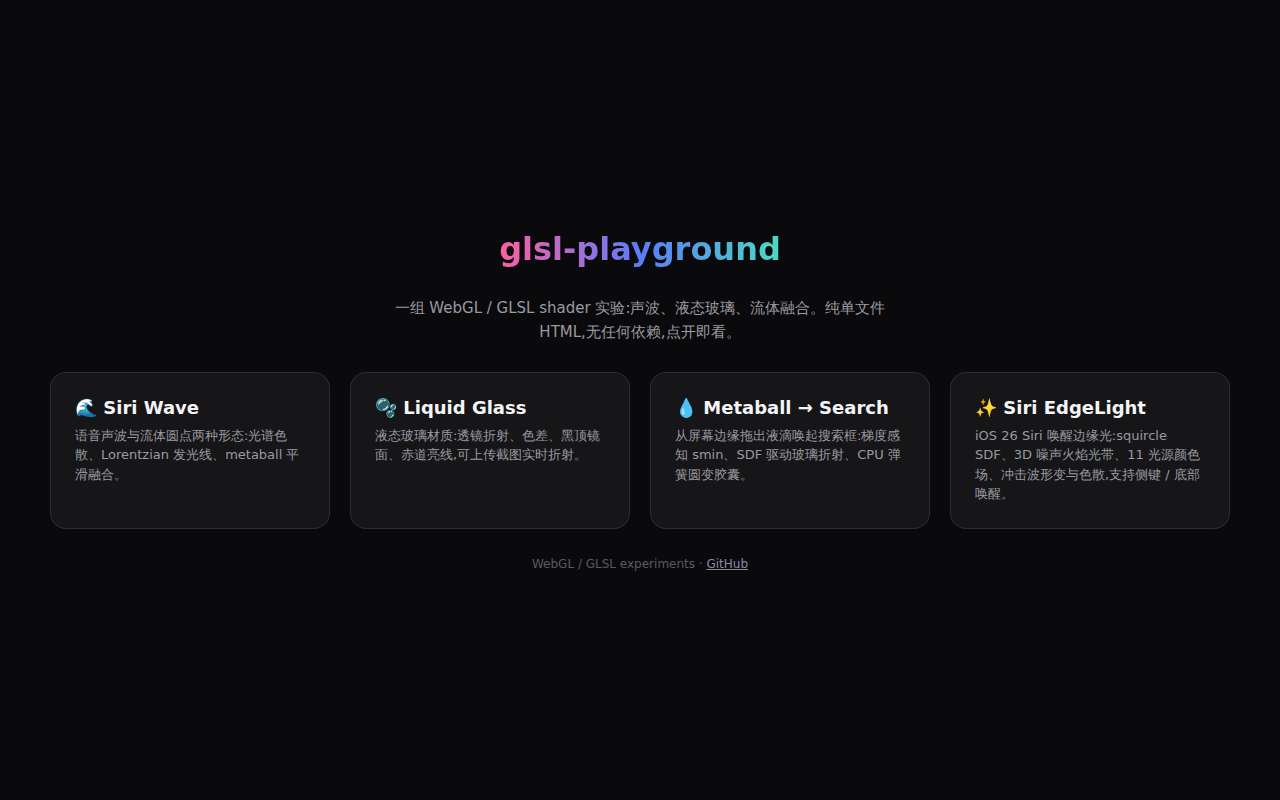 glsl-playground
一组 WebGL / GLSL shader 实验:声波、液态玻璃、流体融合。纯单文件
HTML,无任何依赖,点开即看。
🌊 Siri Wave
语音声波与流体圆点两种形态:光谱色
散、Lorentzian 发光线、metaball 平
滑融合。
🫧 Liquid Glass
液态玻璃材质:透镜折射、色差、黑顶镜
面、赤道亮线,可上传截图实时折射。
💧 Metaball → Search
从屏幕边缘拖出液滴唤起搜索框:梯度感
知 smin、SDF 驱动玻璃折射、CPU 弹
簧圆变胶囊。
✨ Siri EdgeLight
iOS 26 Siri 唤醒边缘光:squircle
SDF、3D 噪声火焰光带、11 光源颜色
场、冲击波形变与色散,支持侧键 / 底部
唤醒。
WebGL / GLSL experiments · GitHub